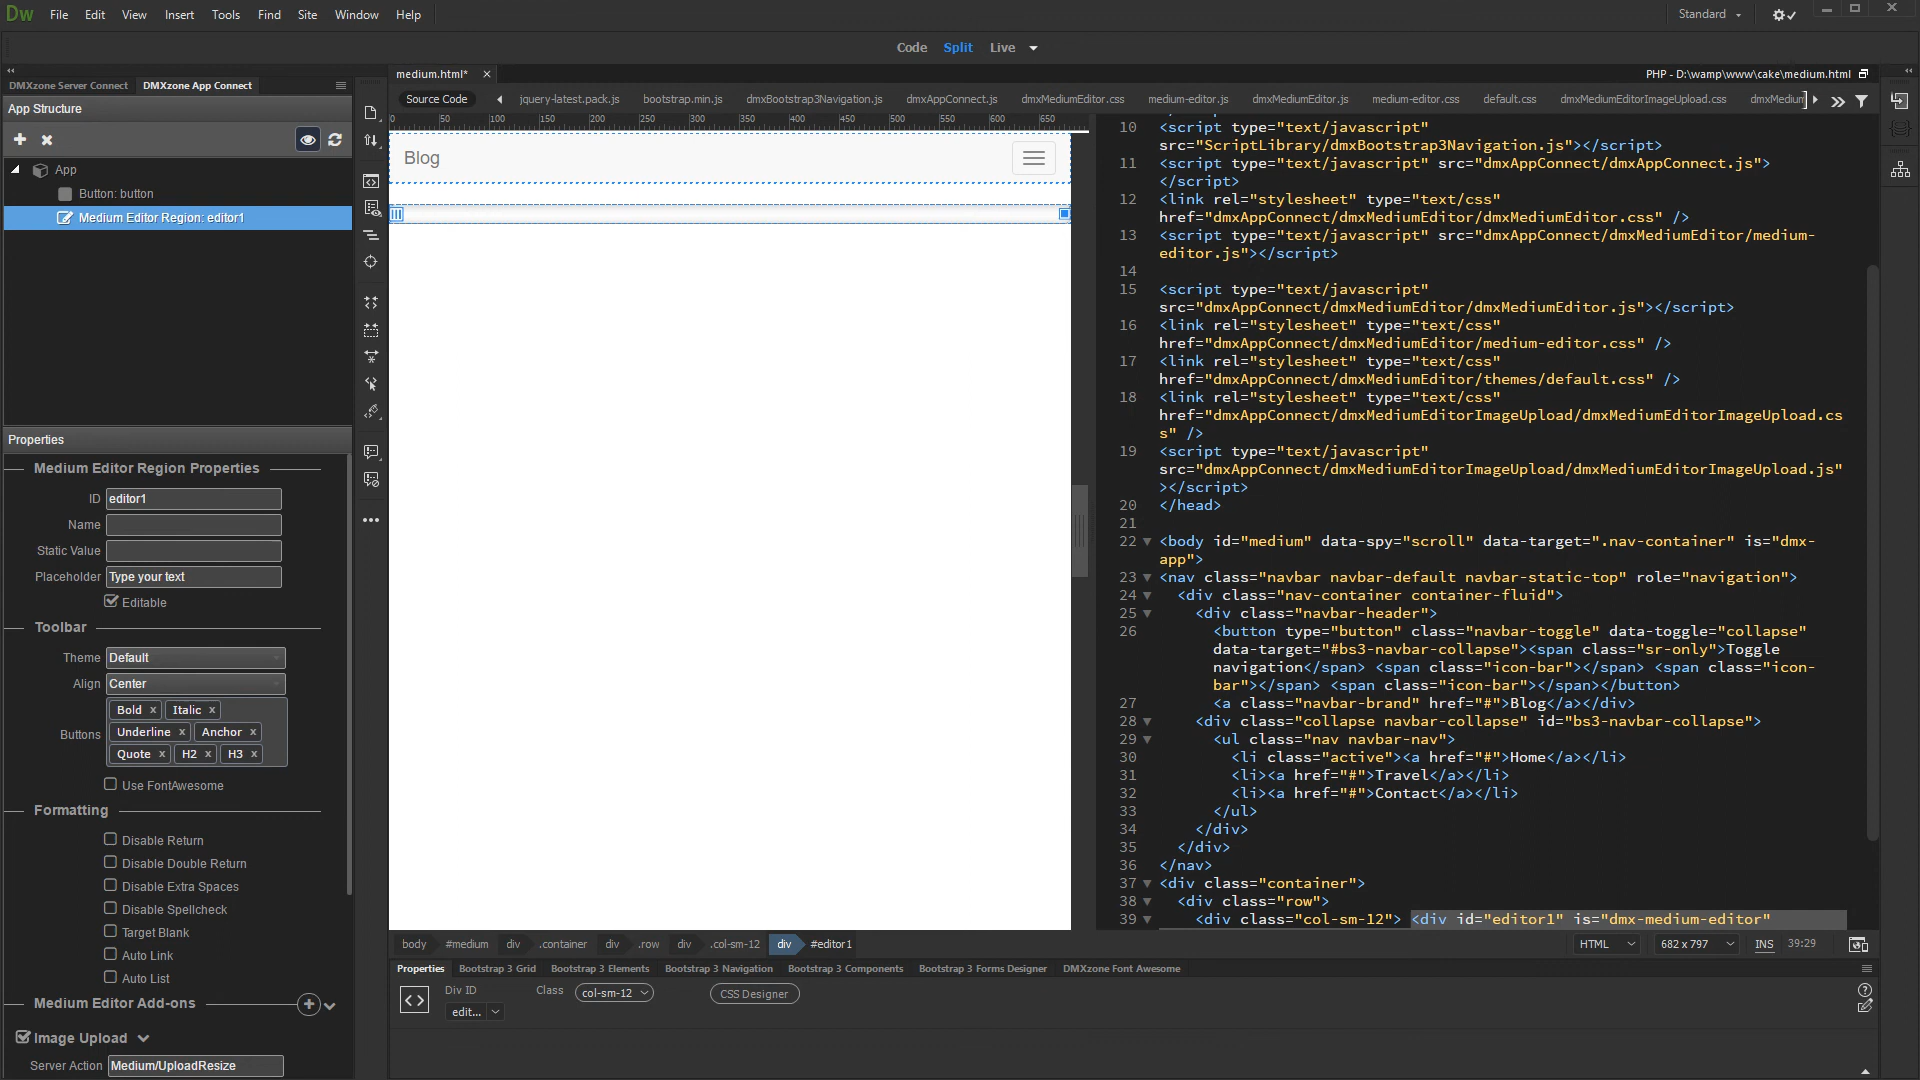 Dw File Edit View Insert Tools Find Site Window Help Standard
Code Split Live
DMXzone Server Connect DMXzone App Connect
App Structure
App
Button: button
Medium Editor Region: editor1
Properties
Medium Editor Region Properties
ID editor1
Name
Static Value
Placeholder Type your text
Editable
Toolbar
Theme Default
Align Center
Buttons
Bold x Italic x
Underline x Anchor x
Quote x H2 x H3 x
Use FontAwesome
Formatting
Disable Return
Disable Double Return
Disable Extra Spaces
Disable Spellcheck
Target Blank
Auto Link
Auto List
Medium Editor Add-ons
Image Upload
Server Action Medium/UploadResize
medium.html* PHP - D:\wamp\www\cake\medium.html
Source Code jquery-latest.pack.js bootstrap.min.js dmxBootstrap3Navigation.js dmxAppConnect.js dmxMediumEditor.css medium-editor.js dmxMediumEditor.js medium-editor.css default.css dmxMediumEditorImageUpload.css dmxMedium
0 50 100 150 200 250 300 350 400 450 500 550 600 650
Blog
10 <script type="text/javascript"
src="ScriptLibrary/dmxBootstrap3Navigation.js"></script>
11 <script type="text/javascript" src="dmxAppConnect/dmxAppConnect.js">
</script>
12 <link rel="stylesheet" type="text/css"
href="dmxAppConnect/dmxMediumEditor/dmxMediumEditor.css" />
13 <script type="text/javascript" src="dmxAppConnect/dmxMediumEditor/medium-
editor.js"></script>
14
15 <script type="text/javascript"
src="dmxAppConnect/dmxMediumEditor/dmxMediumEditor.js"></script>
16 <link rel="stylesheet" type="text/css"
href="dmxAppConnect/dmxMediumEditor/medium-editor.css" />
17 <link rel="stylesheet" type="text/css"
href="dmxAppConnect/dmxMediumEditor/themes/default.css" />
18 <link rel="stylesheet" type="text/css"
href="dmxAppConnect/dmxMediumEditorImageUpload/dmxMediumEditorImageUpload.cs
s" />
19 <script type="text/javascript"
src="dmxAppConnect/dmxMediumEditorImageUpload/dmxMediumEditorImageUpload.js"
></script>
20 </head>
21
22 <body id="medium" data-spy="scroll" data-target=".nav-container" is="dmx-
app">
23 <nav class="navbar navbar-default navbar-static-top" role="navigation">
24 <div class="nav-container container-fluid">
25 <div class="navbar-header">
26 <button type="button" class="navbar-toggle" data-toggle="collapse"
data-target="#bs3-navbar-collapse"><span class="sr-only">Toggle
navigation</span> <span class="icon-bar"></span> <span class="icon-
bar"></span> <span class="icon-bar"></span></button>
27 <a class="navbar-brand" href="#">Blog</a></div>
28 <div class="collapse navbar-collapse" id="bs3-navbar-collapse">
29 <ul class="nav navbar-nav">
30 <li class="active"><a href="#">Home</a></li>
31 <li><a href="#">Travel</a></li>
32 <li><a href="#">Contact</a></li>
33 </ul>
34 </div>
35 </div>
36 </nav>
37 <div class="container">
38 <div class="row">
39 <div class="col-sm-12"> <div id="editor1" is="dmx-medium-editor"
body #medium div .container div .row div .col-sm-12 div #editor1 HTML 682 x 797 INS 39:29
Properties Bootstrap 3 Grid Bootstrap 3 Elements Bootstrap 3 Navigation Bootstrap 3 Components Bootstrap 3 Forms Designer DMXzone Font Awesome
Div ID Class col-sm-12 CSS Designer
edit...